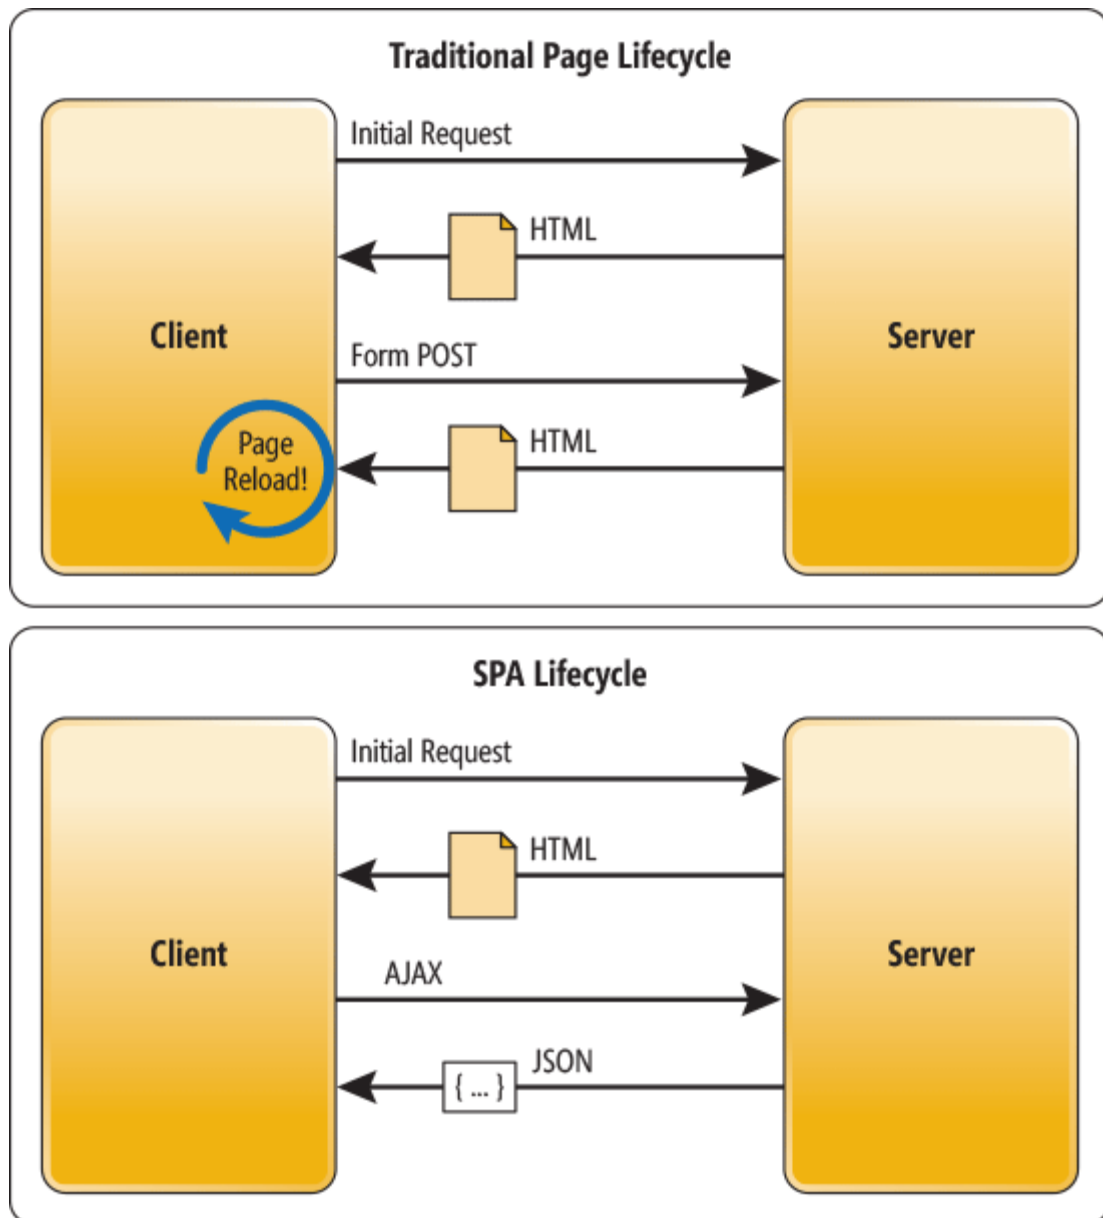 Traditional Page Lifecycle
Initial Request
HTML
Client
Server
Form POST
HTML
Page
Reload!
SPA Lifecycle
Initial Request
HTML
Client
Server
AJAX
JSON
{ ... }